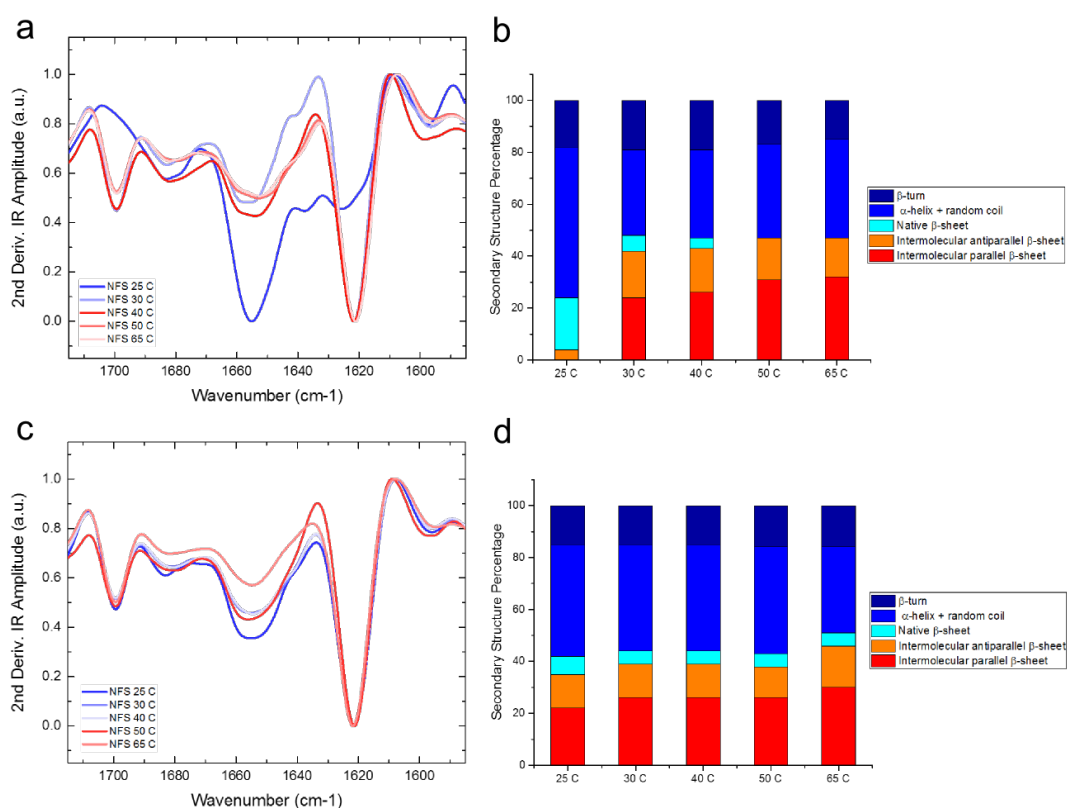 a
2nd Deriv. IR Amplitude (a.u.)
1.0
0.8
0.6
0.4
0.2
0.0
NFS 25 C
NFS 30 C
NFS 40 C
NFS 50 C
NFS 65 C
1700 1680 1660 1640 1620 1600
Wavenumber (cm-1)
b
Secondary Structure Percentage
100
80
60
40
20
0
25 C 30 C 40 C 50 C 65 C
β-turn
α-helix + random coil
Native β-sheet
Intermolecular antiparallel β-sheet
Intermolecular parallel β-sheet
c
2nd Deriv. IR Amplitude (a.u.)
1.0
0.8
0.6
0.4
0.2
0.0
NFS 25 C
NFS 30 C
NFS 40 C
NFS 50 C
NFS 65 C
1700 1680 1660 1640 1620 1600
Wavenumber (cm-1)
d
Secondary Structure Percentage
100
80
60
40
20
0
25 C 30 C 40 C 50 C 65 C
β-turn
α-helix + random coil
Native β-sheet
Intermolecular antiparallel β-sheet
Intermolecular parallel β-sheet